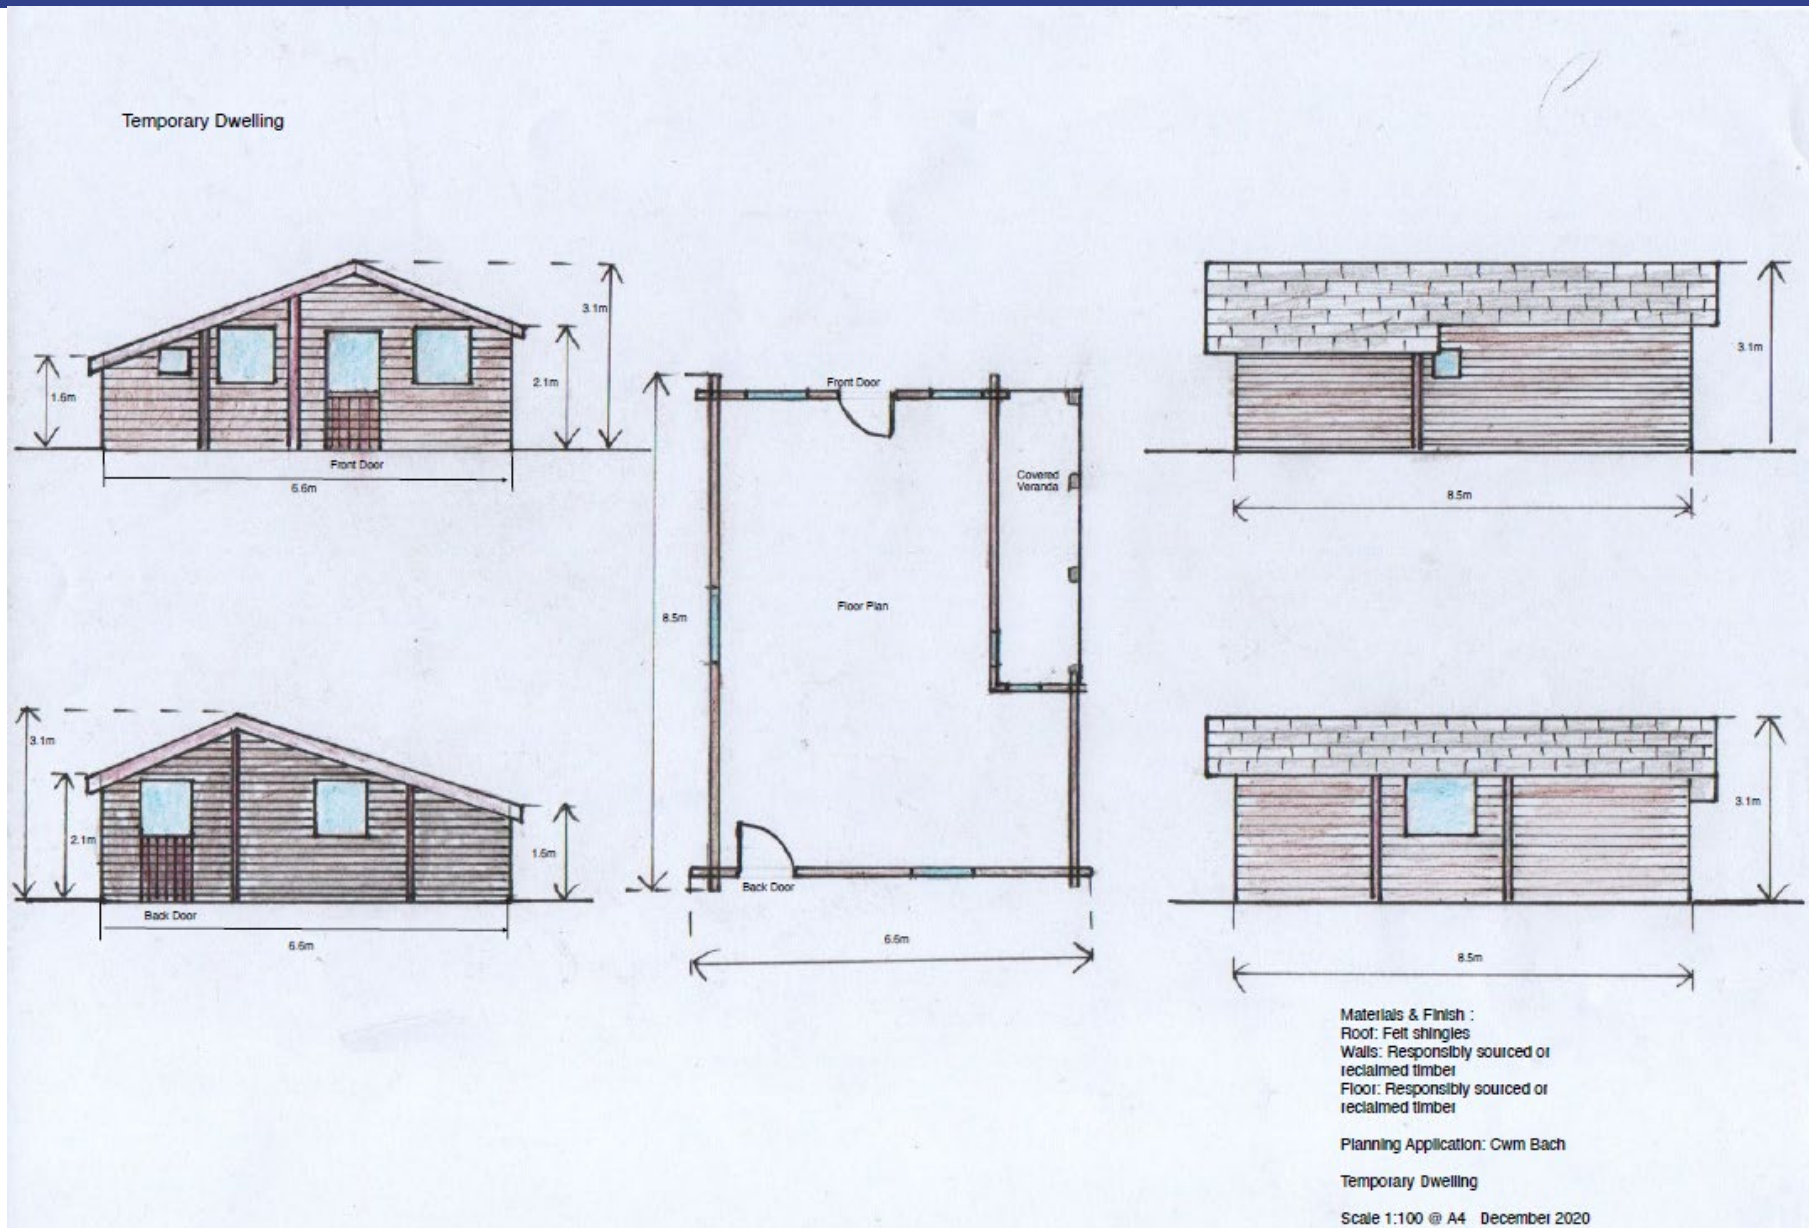 Temporary Dwelling
3.1m
2.1m
1.6m
Front Door
6.6m
3.1m
2.1m
1.6m
Back Door
6.6m
Front Door
Covered
Veranda
8.5m
Floor Plan
Back Door
6.6m
3.1m
8.5m
3.1m
8.5m
Materials & Finish :
Roof: Felt shingles
Walls: Responsibly sourced or
reclaimed timber
Floor: Responsibly sourced or
reclaimed timber
Planning Application: Cwm Bach
Temporary Dwelling
Scale 1:100 @ A4 December 2020